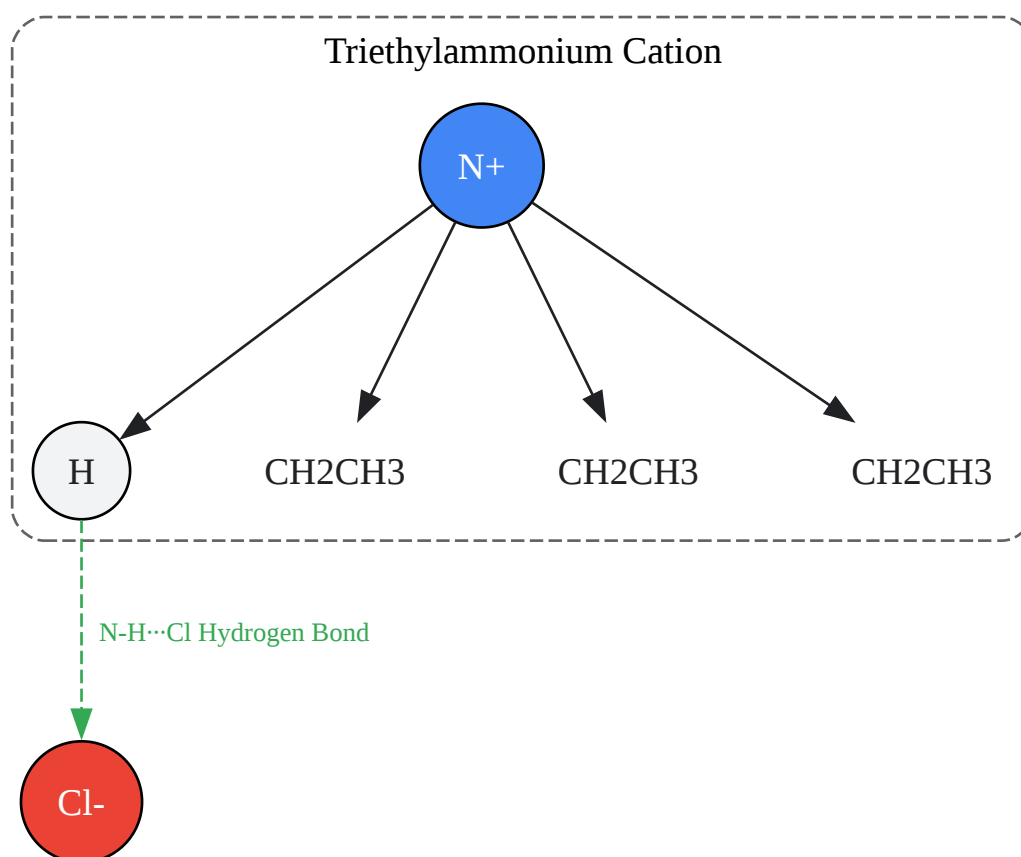 Triethylammonium Cation
N+
H
CH2CH3
CH2CH3
CH2CH3
N-H···Cl Hydrogen Bond
Cl-